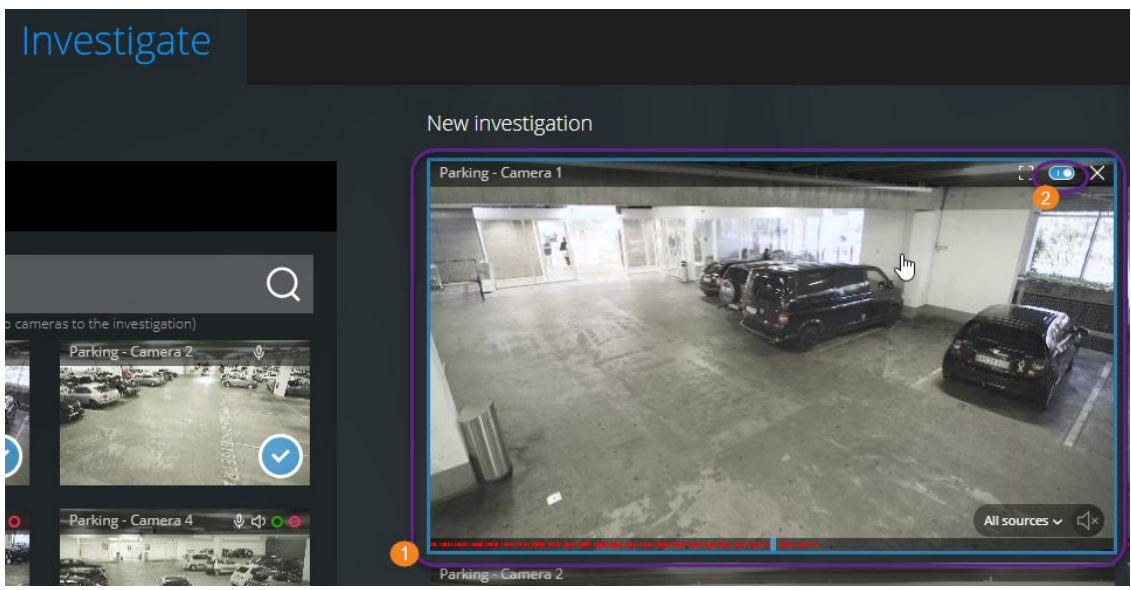 Investigate
New investigation
Parking - Camera 1
2
o cameras to the investigation)
Parking - Camera 2
Parking - Camera 4
All sources
1
Parking - Camera 2